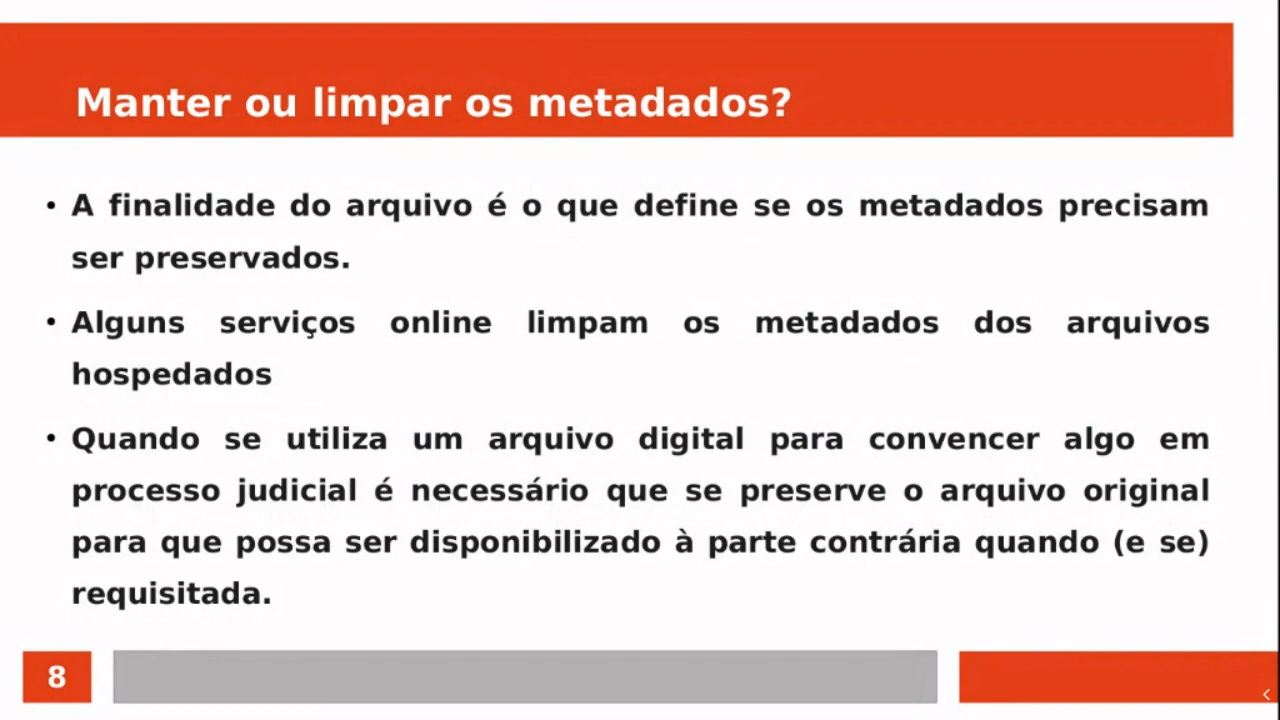 Manter ou limpar os metadados?
• A finalidade do arquivo é o que define se os metadados precisam
ser preservados.
• Alguns serviços online limpam os metadados dos arquivos
hospedados
• Quando se utiliza um arquivo digital para convencer algo em
processo judicial é necessário que se preserve o arquivo original
para que possa ser disponibilizado à parte contrária quando (e se)
requisitada.
8